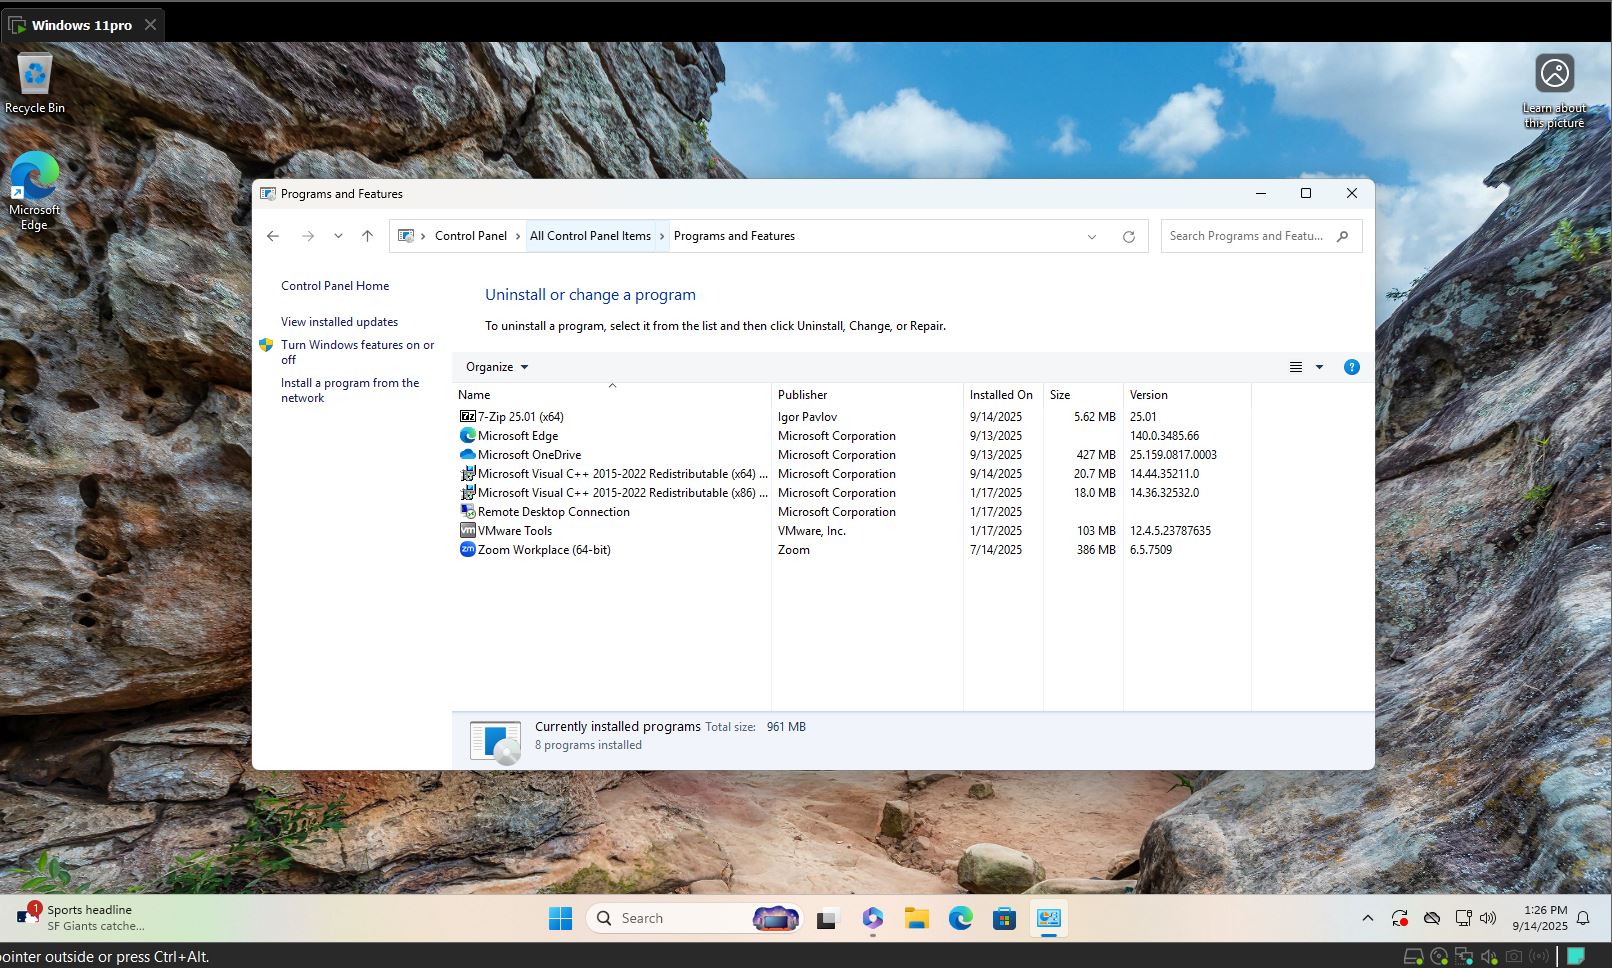 Windows 11pro
Recycle Bin
Learn about
this picture
Microsoft
Edge
Programs and Features
Control Panel
All Control Panel Items
Programs and Features
Search Programs and Featu...
Control Panel Home
View installed updates
Turn Windows features on or
off
Install a program from the
network
Uninstall or change a program
To uninstall a program, select it from the list and then click Uninstall, Change, or Repair.
Organize
?
Name Publisher Installed On Size Version
7z 7-Zip 25.01 (x64) Igor Pavlov 9/14/2025 5.62 MB 25.01
Microsoft Edge Microsoft Corporation 9/13/2025 140.0.3485.66
Microsoft OneDrive Microsoft Corporation 9/13/2025 427 MB 25.159.0817.0003
Microsoft Visual C++ 2015-2022 Redistributable (x64) ... Microsoft Corporation 9/14/2025 20.7 MB 14.44.35211.0
Microsoft Visual C++ 2015-2022 Redistributable (x86) ... Microsoft Corporation 1/17/2025 18.0 MB 14.36.32532.0
Remote Desktop Connection Microsoft Corporation 1/17/2025
vm VMware Tools VMware, Inc. 1/17/2025 103 MB 12.4.5.23787635
zm Zoom Workplace (64-bit) Zoom 7/14/2025 386 MB 6.5.7509
Currently installed programs Total size: 961 MB
8 programs installed
1
Sports headline
SF Giants catche...
Search
1:26 PM
9/14/2025
ointer outside or press Ctrl+Alt.